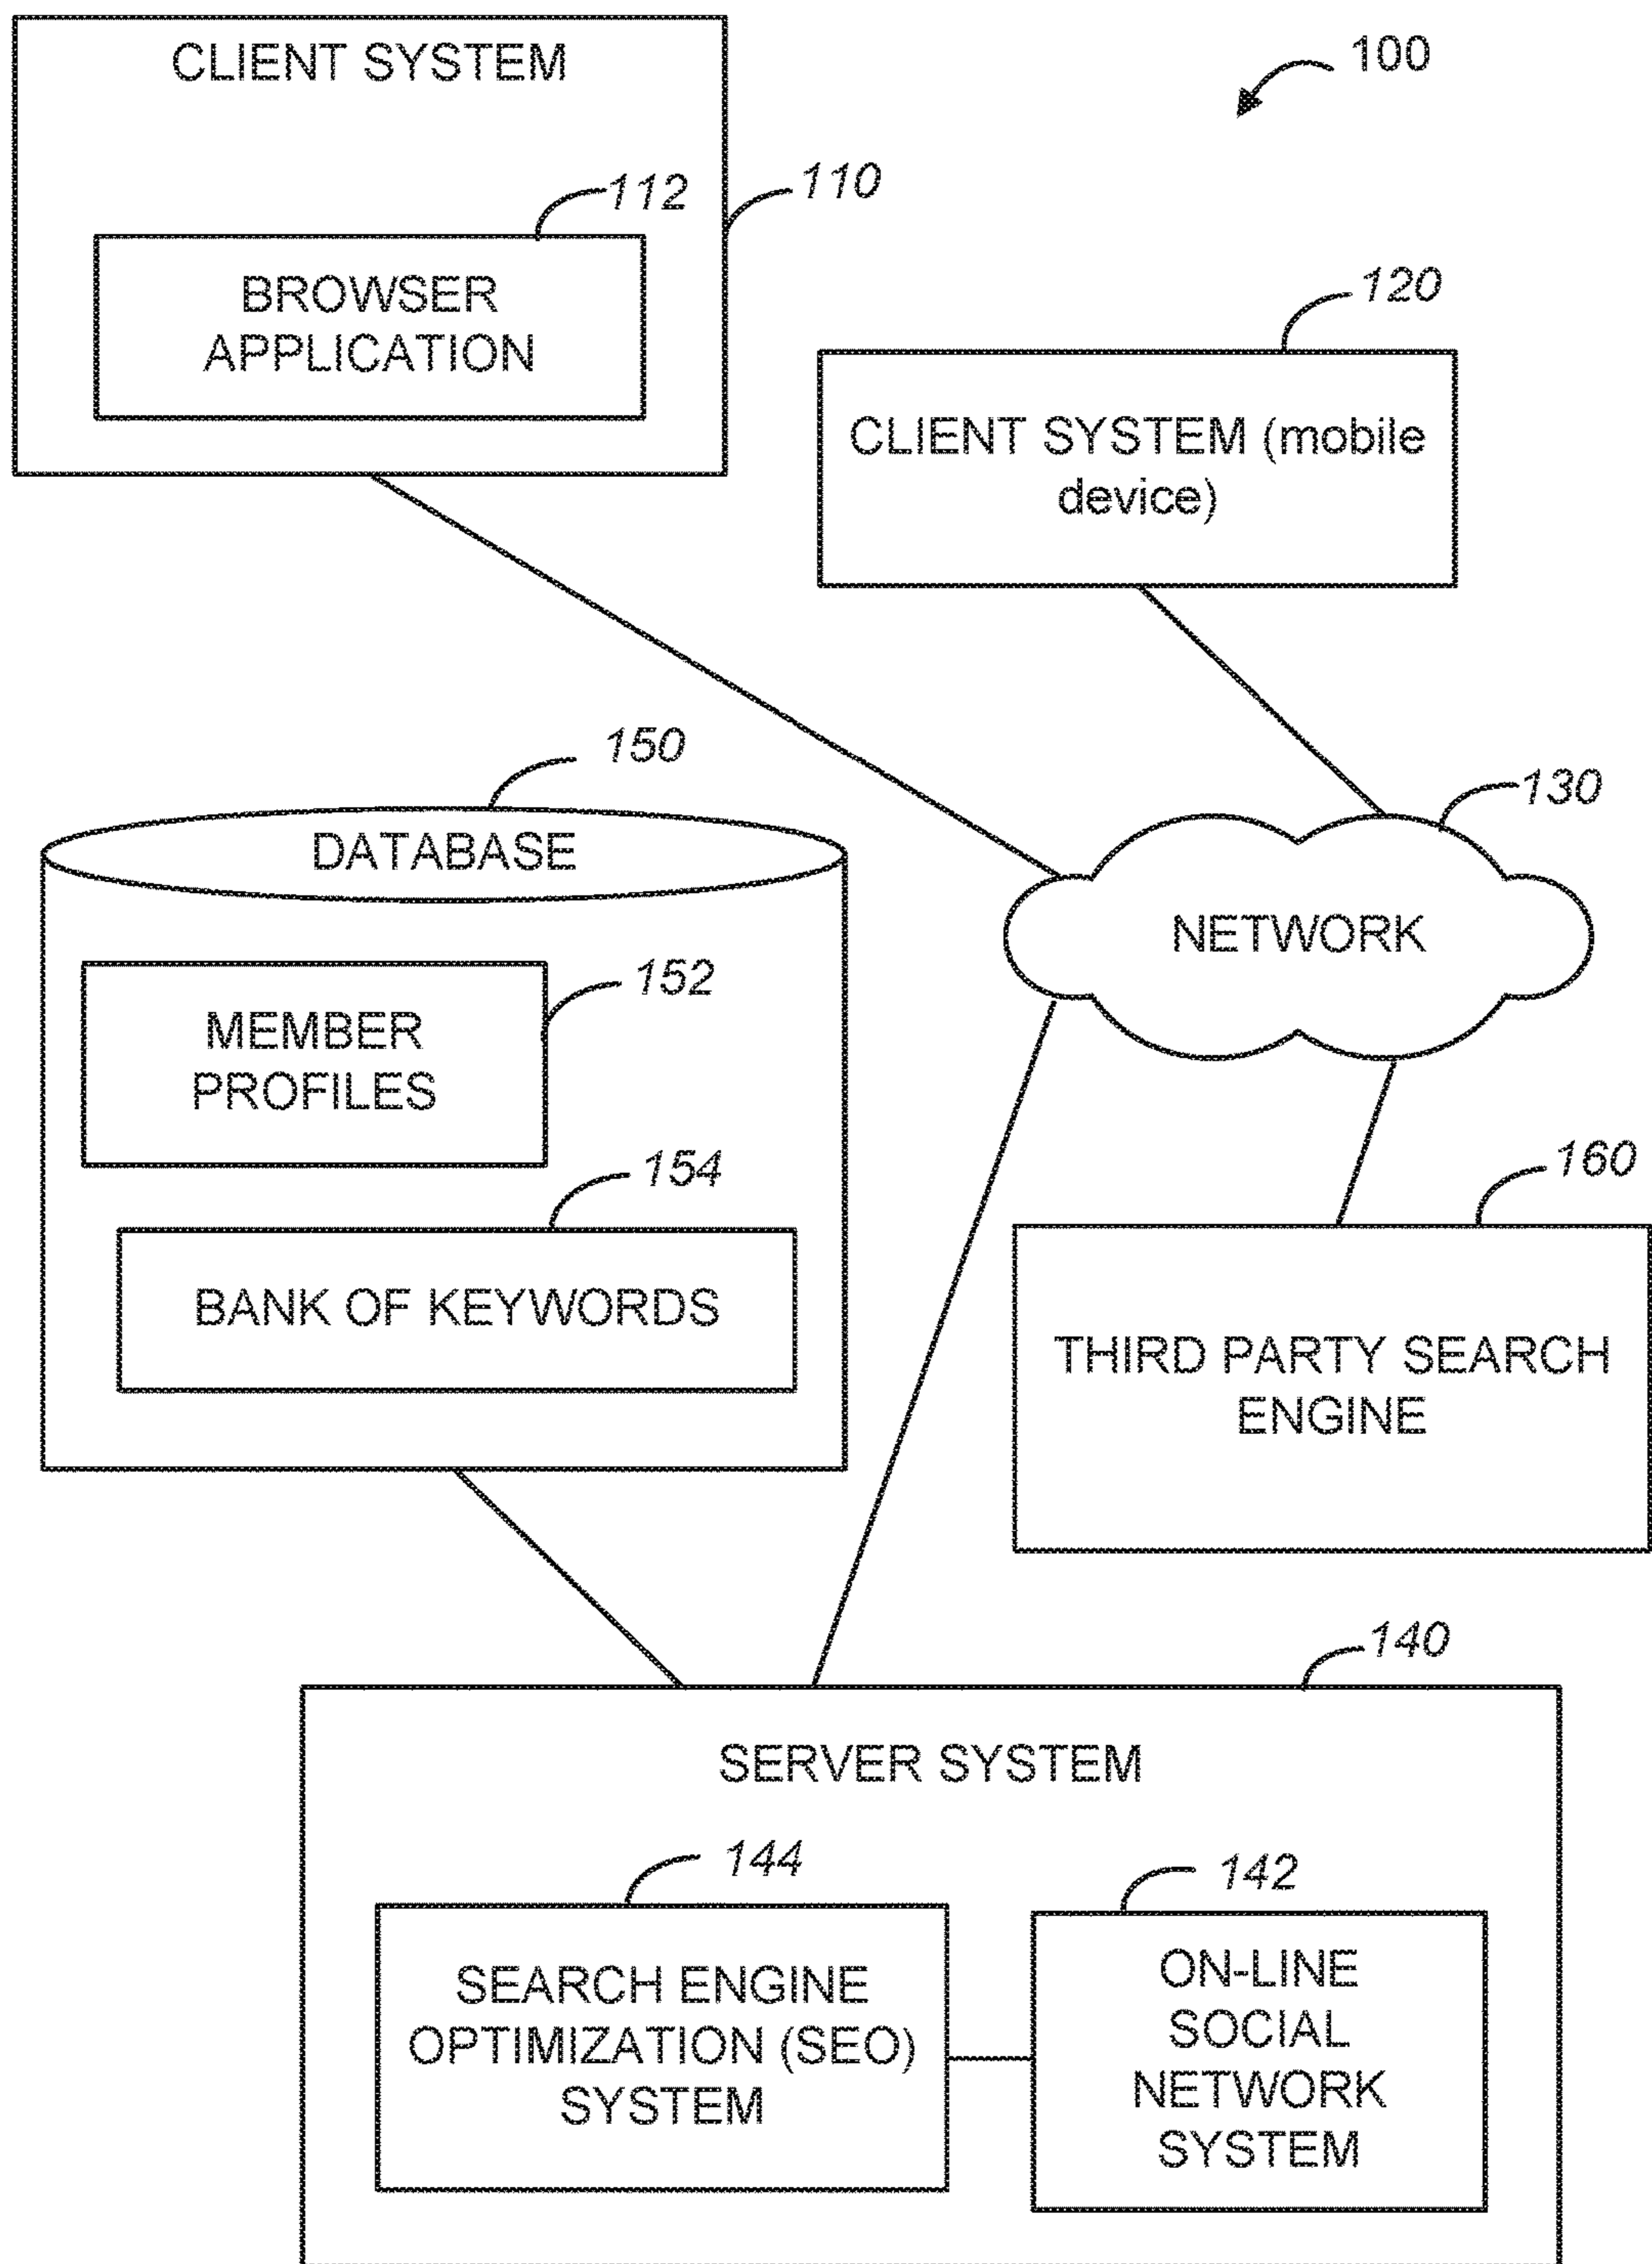 CLIENT SYSTEM
100
112
110
BROWSER
APPLICATION
120
CLIENT SYSTEM (mobile
device)
150
130
DATABASE
NETWORK
152
MEMBER
PROFILES
154
160
BANK OF KEYWORDS
THIRD PARTY SEARCH
ENGINE
140
SERVER SYSTEM
144
142
SEARCH ENGINE
OPTIMIZATION (SEO)
SYSTEM
ON-LINE
SOCIAL
NETWORK
SYSTEM